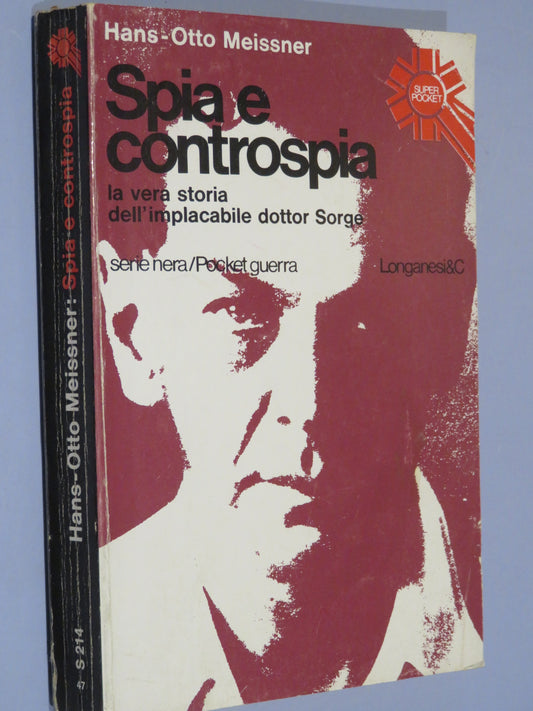 Hans-Otto Meissner
SUPER
POCKET
Spia e
controspia
la vera storia
dell'implacabile dottor Sorge
serie nera/Pocket guerra
Longanesi&C
Hans-Otto Meissner: Spia e controspia
S 214
47